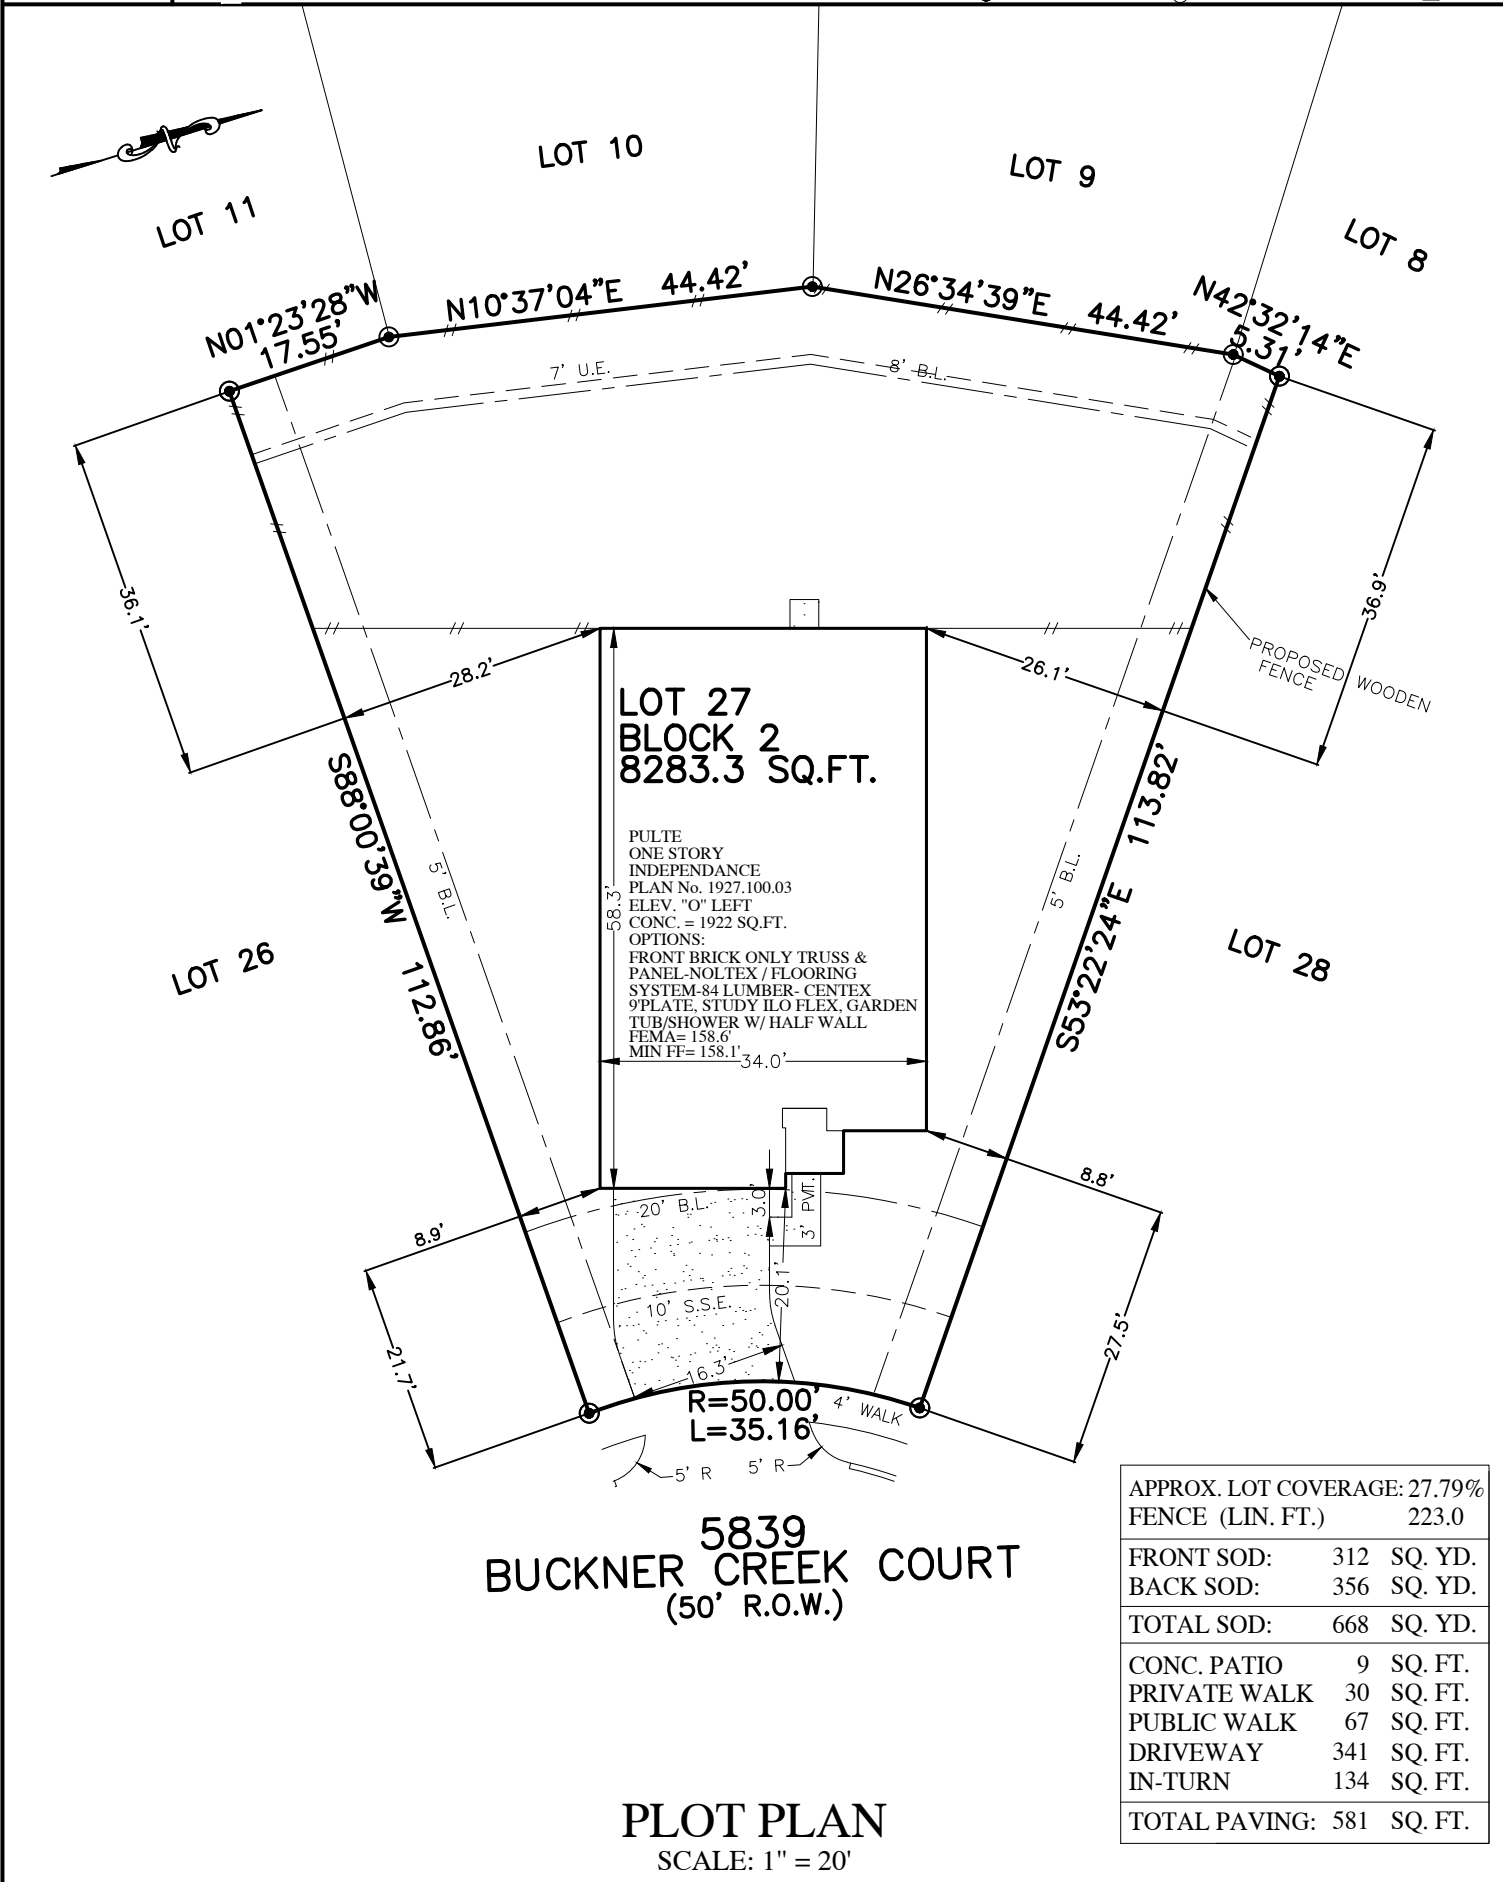 LOT 10
LOT 9
LOT 11
LOT 8
N01°23'28"W
17.55'
N10°37'04"E 44.42'
N26°34'39"E 44.42'
N42°32'14"E
5.31'
7' U.E.
8' B.L.
36.1'
36.9'
28.2'
26.1'
PROPOSED WOODEN
FENCE
LOT 27
BLOCK 2
8283.3 SQ.FT.
S88°00'39"W 112.86'
S53°22'24"E 113.82'
5' B.L.
5' B.L.
58.3'
PULTE
ONE STORY
INDEPENDANCE
PLAN No. 1927.100.03
ELEV. "O" LEFT
CONC. = 1922 SQ.FT.
OPTIONS:
FRONT BRICK ONLY TRUSS &
PANEL-NOLTEX / FLOORING
SYSTEM-84 LUMBER- CENTEX
9'PLATE, STUDY ILO FLEX, GARDEN
TUB/SHOWER W/ HALF WALL
FEMA= 158.6'
MIN FF= 158.1'
34.0'
LOT 26
LOT 28
8.9'
8.8'
20' B.L.
3.0'
3' PVT.
20.1'
10' S.S.E.
21.7'
27.5'
16.3'
R=50.00'
L=35.16'
4' WALK
5' R
5' R
5839
BUCKNER CREEK COURT
(50' R.O.W.)
APPROX. LOT COVERAGE: 27.79%
FENCE (LIN. FT.) 223.0
FRONT SOD: 312 SQ. YD.
BACK SOD: 356 SQ. YD.
TOTAL SOD: 668 SQ. YD.
CONC. PATIO 9 SQ. FT.
PRIVATE WALK 30 SQ. FT.
PUBLIC WALK 67 SQ. FT.
DRIVEWAY 341 SQ. FT.
IN-TURN 134 SQ. FT.
TOTAL PAVING: 581 SQ. FT.
PLOT PLAN
SCALE: 1" = 20'